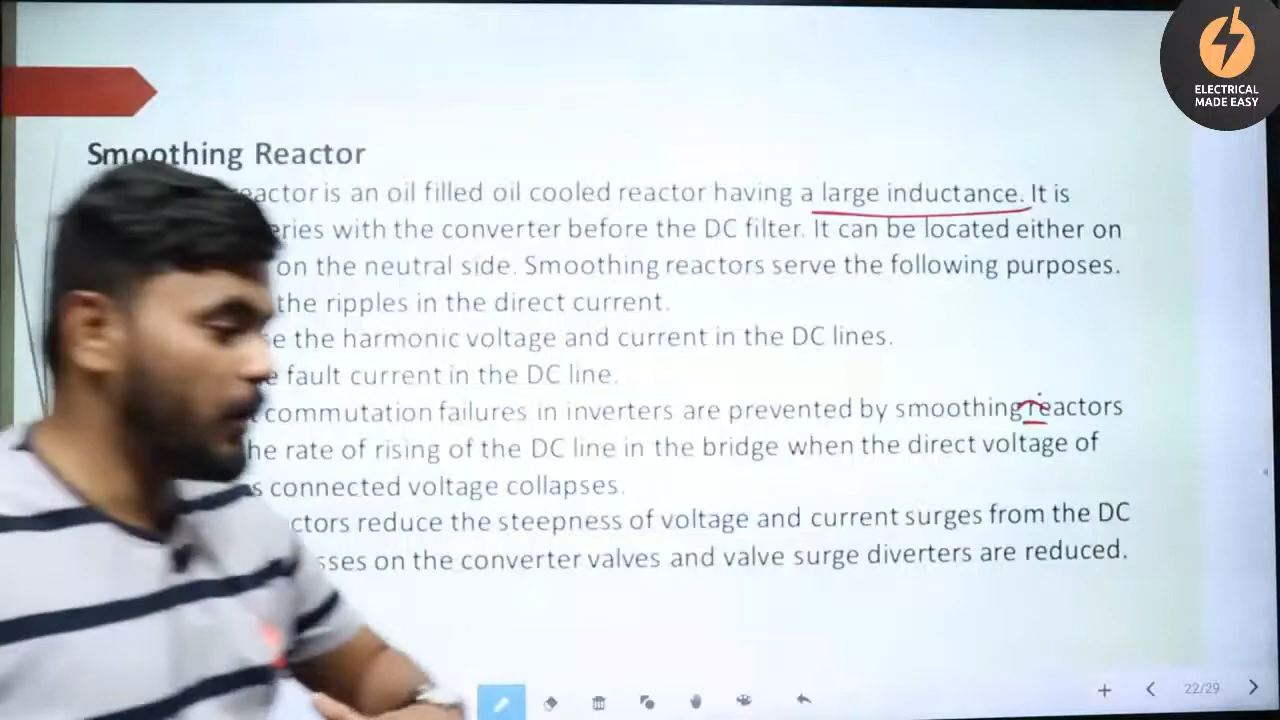 ELECTRICAL
MADE EASY
Smoothing Reactor
reactor is an oil filled oil cooled reactor having a large inductance. It is
with the converter before the DC filter. It can be located either on
on the neutral side. Smoothing reactors serve the following purposes.
the ripples in the direct current.
the harmonic voltage and current in the DC lines.
fault current in the DC line.
commutation failures in inverters are prevented by smoothing reactors
rate of rising of the DC line in the bridge when the direct voltage of
connected voltage collapses.
reduce the steepness of voltage and current surges from the DC
on the converter valves and valve surge diverters are reduced.
22/29